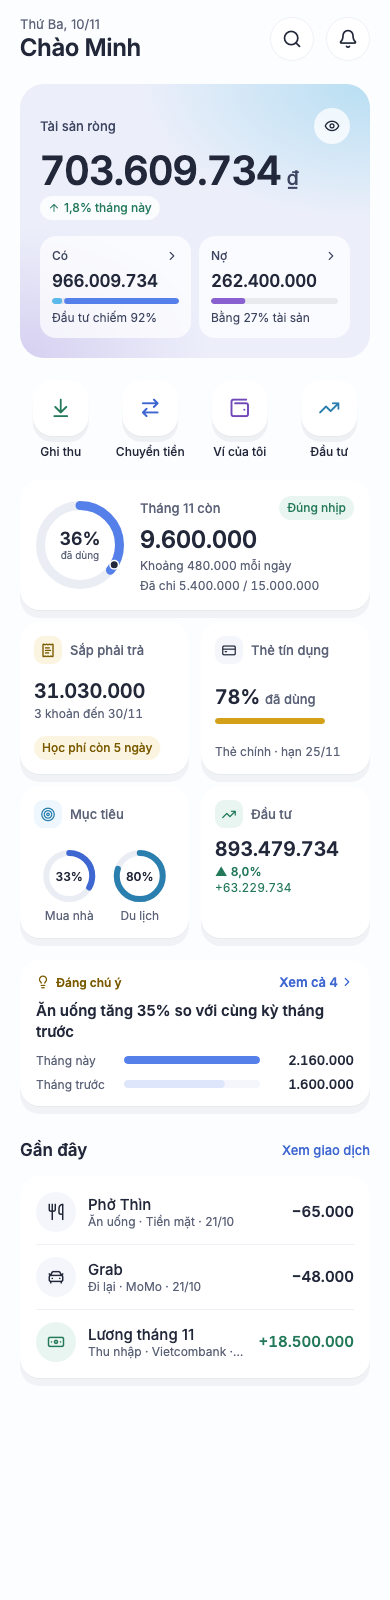 Thứ Ba, 10/11
Chào Minh
Tài sản ròng
703.609.734 đ
↑ 1,8% tháng này
Có
966.009.734
Đầu tư chiếm 92%
Nợ
262.400.000
Bằng 27% tài sản
Ghi thu
Chuyển tiền
Ví của tôi
Đầu tư
36%
đã dùng
Tháng 11 còn
Đúng nhịp
9.600.000
Khoảng 480.000 mỗi ngày
Đã chi 5.400.000 / 15.000.000
Sắp phải trả
31.030.000
3 khoản đến 30/11
Học phí còn 5 ngày
Thẻ tín dụng
78% đã dùng
Thẻ chính · hạn 25/11
Mục tiêu
33%
Mua nhà
80%
Du lịch
Đầu tư
893.479.734
▲ 8,0%
+63.229.734
Đáng chú ý
Xem cả 4
Ăn uống tăng 35% so với cùng kỳ tháng
trước
Tháng này 2.160.000
Tháng trước 1.600.000
Gần đây
Xem giao dịch
Phở Thìn
Ăn uống · Tiền mặt · 21/10
−65.000
Grab
Đi lại · MoMo · 21/10
−48.000
Lương tháng 11
Thu nhập · Vietcombank ·...
+18.500.000